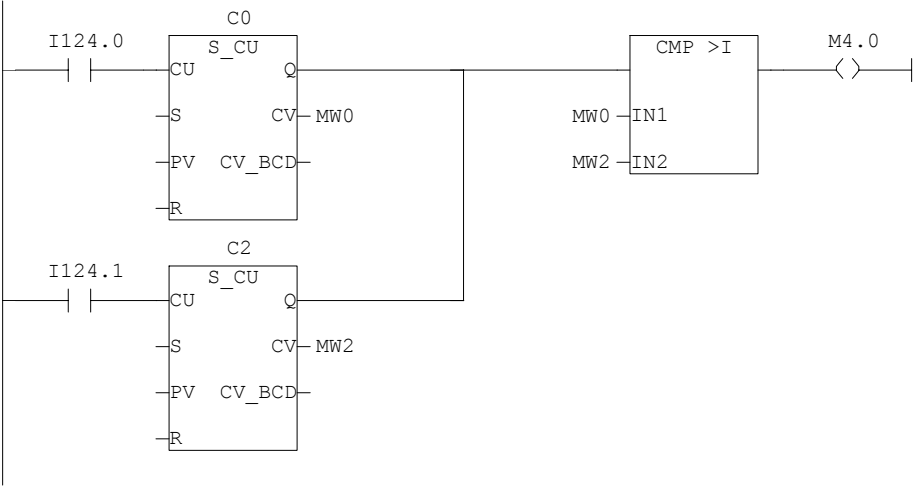 C0
I124.0
S_CU
CMP >I
M4.0
CU
Q
S
CV
MW0
MW0
IN1
PV
CV_BCD
MW2
IN2
R
C2
I124.1
S_CU
CU
Q
S
CV
MW2
PV
CV_BCD
R